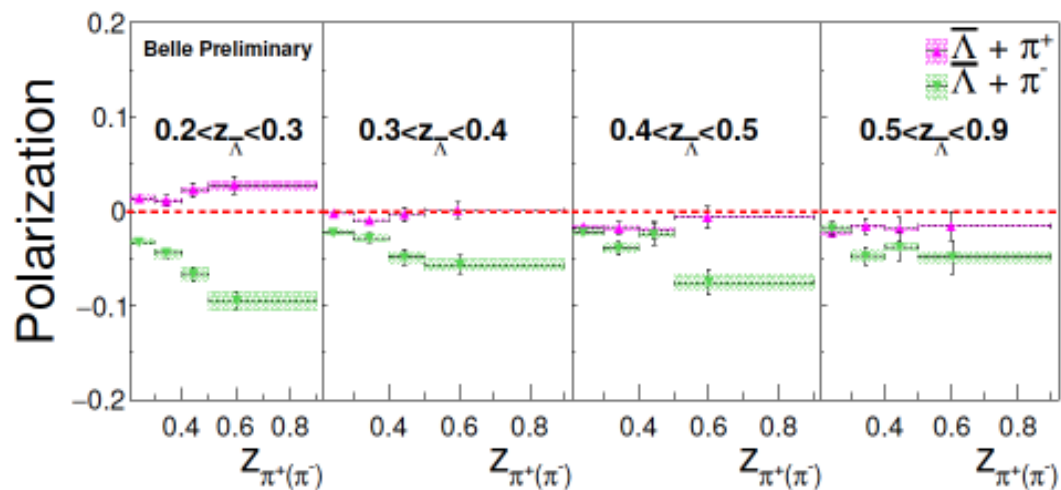 Polarization
0.2
0.1
0
−0.1
−0.2
Belle Preliminary
Λ̅ + π⁺
Λ̅ + π⁻
0.2<z_Λ̅<0.3
0.3<z_Λ̅<0.4
0.4<z_Λ̅<0.5
0.5<z_Λ̅<0.9
0.4 0.6 0.8 0.4 0.6 0.8 0.4 0.6 0.8 0.4 0.6 0.8
z_π⁺(π⁻) z_π⁺(π⁻) z_π⁺(π⁻) z_π⁺(π⁻)